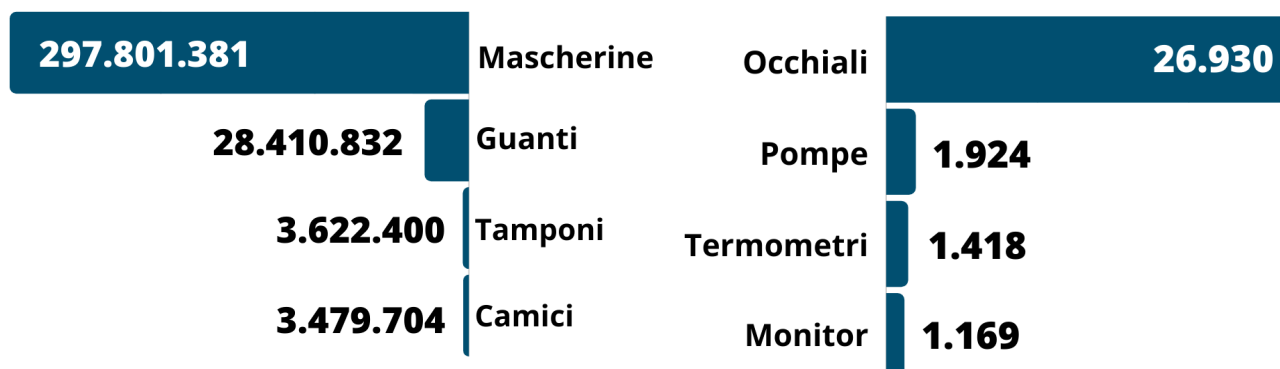 297.801.381 Mascherine
28.410.832 Guanti
3.622.400 Tamponi
3.479.704 Camici
Occhiali 26.930
Pompe 1.924
Termometri 1.418
Monitor 1.169